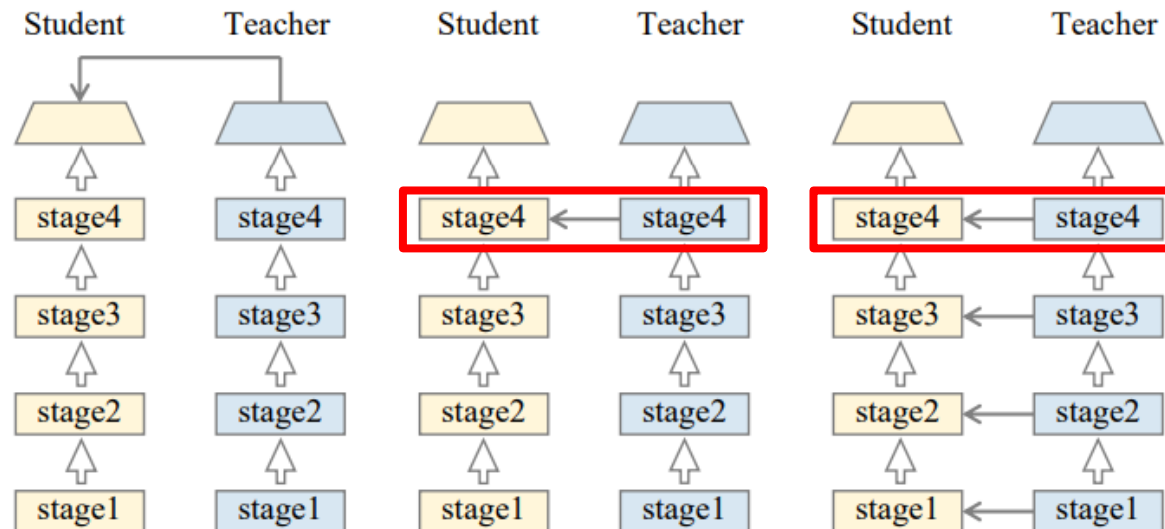 Student Teacher Student Teacher Student Teacher
stage4 stage4 stage4 stage4 stage4 stage4
stage3 stage3 stage3 stage3 stage3 stage3
stage2 stage2 stage2 stage2 stage2 stage2
stage1 stage1 stage1 stage1 stage1 stage1